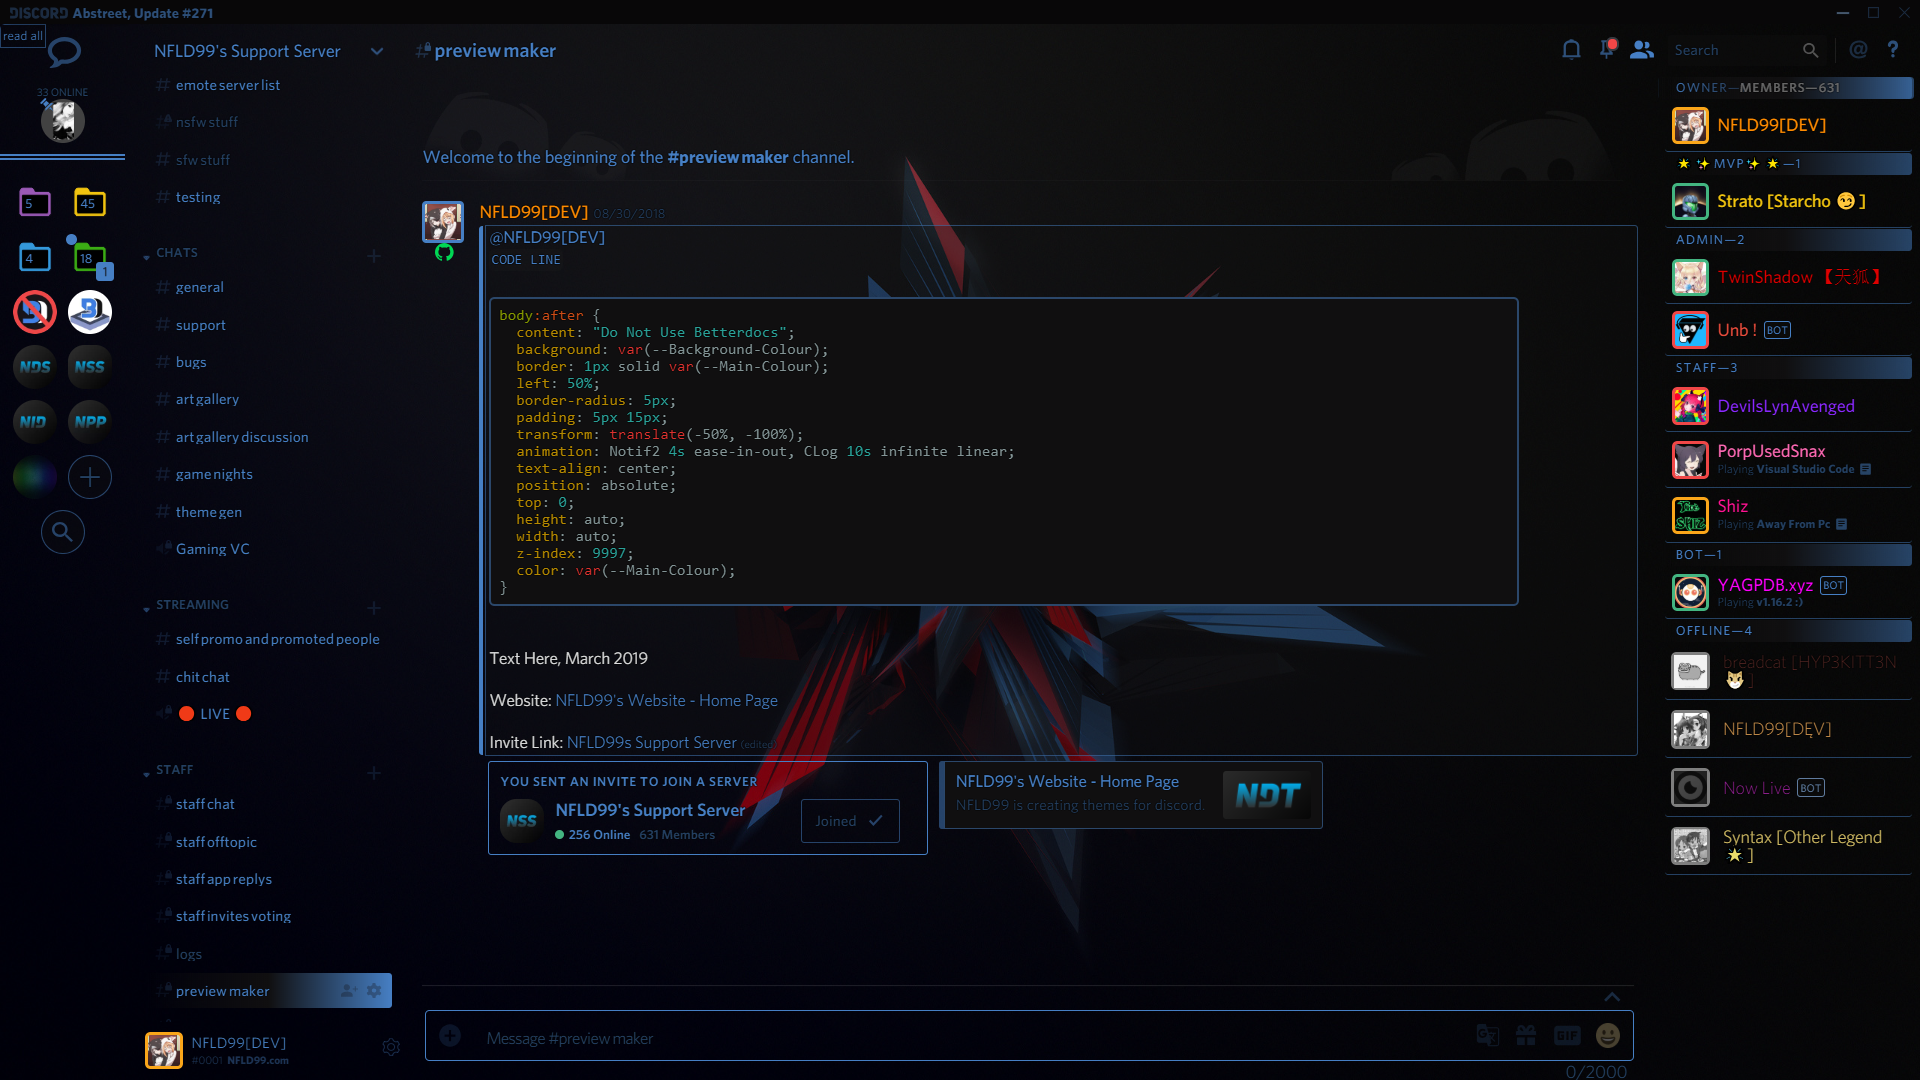 DISCORD Abstreet, Update #271
read all
33 ONLINE
5
45
4
18
1
NDS
NSS
NID
NPP
NFLD99's Support Server
emote server list
nsfw stuff
sfw stuff
testing
CHATS
general
support
bugs
art gallery
art gallery discussion
game nights
theme gen
Gaming VC
STREAMING
self promo and promoted people
chit chat
LIVE
STAFF
staff chat
staff offtopic
staff app replys
staff invites voting
logs
preview maker
NFLD99[DEV]
#0001 NFLD99.com
# preview maker
Search
Welcome to the beginning of the #preview maker channel.
NFLD99[DEV] 08/30/2018
@NFLD99[DEV]
CODE LINE
body:after {
content: "Do Not Use Betterdocs";
background: var(--Background-Colour);
border: 1px solid var(--Main-Colour);
left: 50%;
border-radius: 5px;
padding: 5px 15px;
transform: translate(-50%, -100%);
animation: Notif2 4s ease-in-out, CLog 10s infinite linear;
text-align: center;
position: absolute;
top: 0;
height: auto;
width: auto;
z-index: 9997;
color: var(--Main-Colour);
}
Text Here, March 2019
Website: NFLD99's Website - Home Page
Invite Link: NFLD99s Support Server (edited)
YOU SENT AN INVITE TO JOIN A SERVER
NSS
NFLD99's Support Server
256 Online 631 Members
Joined
NFLD99's Website - Home Page
NFLD99 is creating themes for discord.
NDT
Message #preview maker
GIF
0/2000
OWNER—MEMBERS—631
NFLD99[DEV]
🌟 ✨ MVP ✨ 🌟 —1
Strato [Starcho 😏 ]
ADMIN—2
TwinShadow 【天狐】
Unb ! BOT
STAFF—3
DevilsLynAvenged
PorpUsedSnax
Playing Visual Studio Code
Shiz
Playing Away From Pc
The SHIZ
BOT—1
YAGPDB.xyz BOT
Playing v1.16.2 :)
OFFLINE—4
breadcat [HYP3KITT3N
]
NFLD99[DẸV]
Now Live BOT
Syntax [Other Legend
🌟 ]